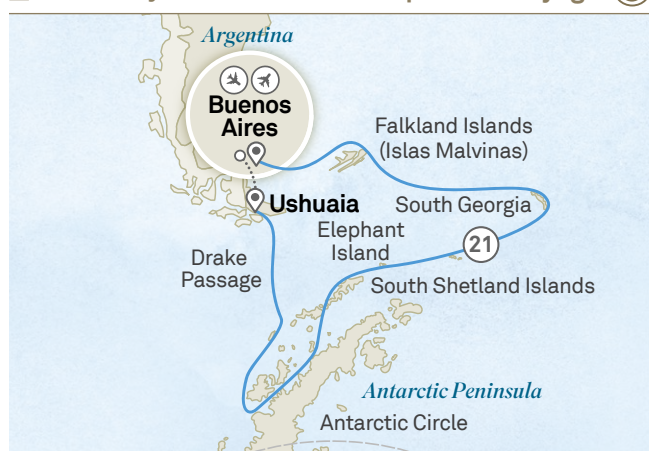 Argentina
Buenos
Aires
Falkland Islands
(Islas Malvinas)
Ushuaia
South Georgia
Elephant
Island
21
Drake
Passage
South Shetland Islands
Antarctic Peninsula
Antarctic Circle